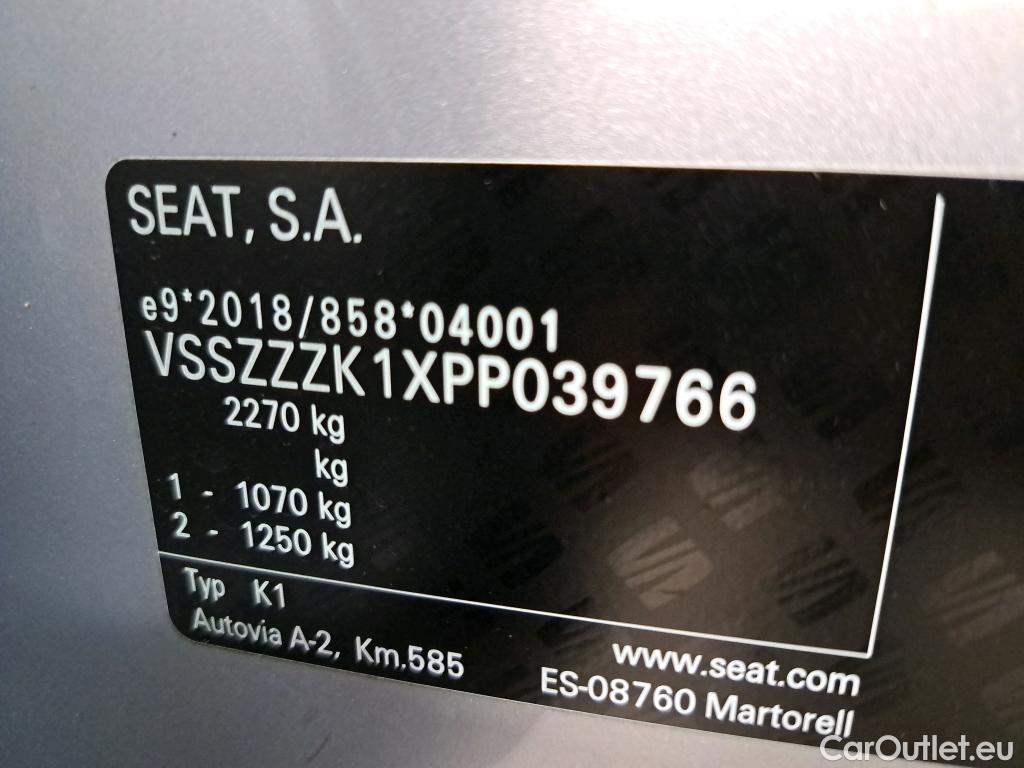 SEAT, S.A.
e9*2018/858*04001
VSSZZZK1XPP039766
2270 kg
kg
1 - 1070 kg
2 - 1250 kg
Typ K1
Autovia A-2, Km.585
www.seat.com
ES-08760 Martorell
CarOutlet.eu